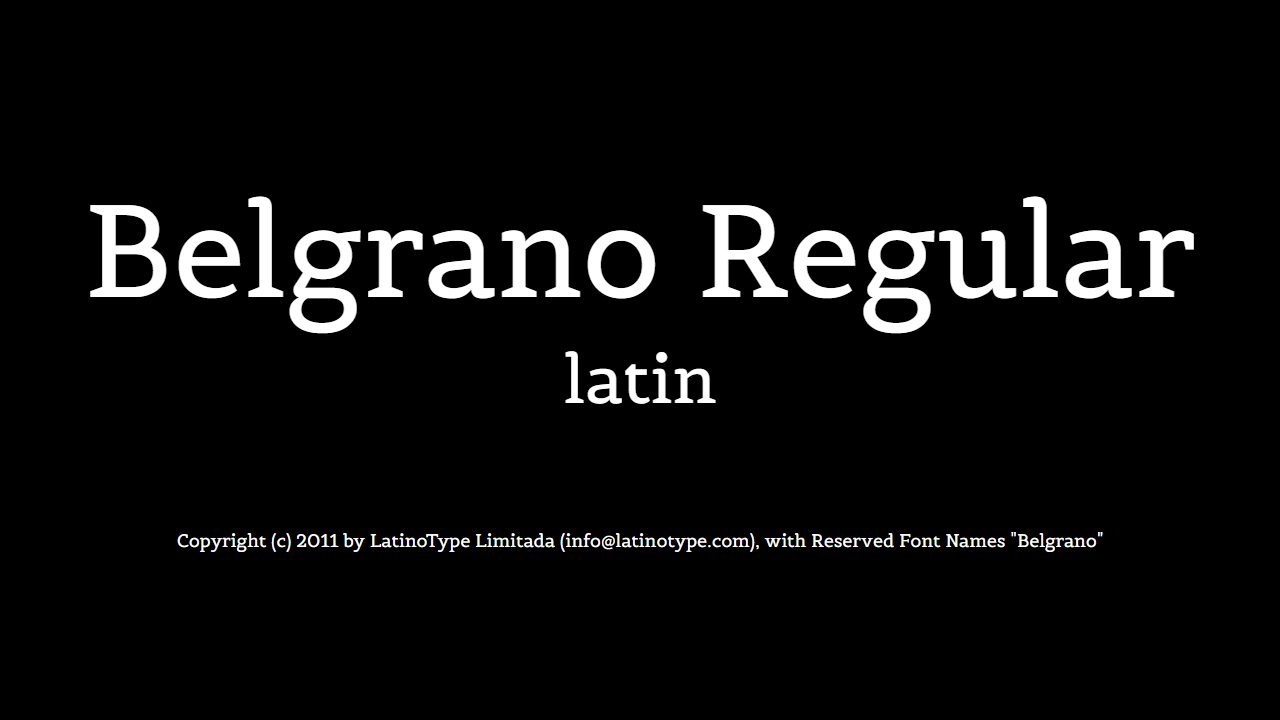 Belgrano Regular
latin
Copyright (c) 2011 by LatinoType Limitada (info@latinotype.com), with Reserved Font Names "Belgrano"